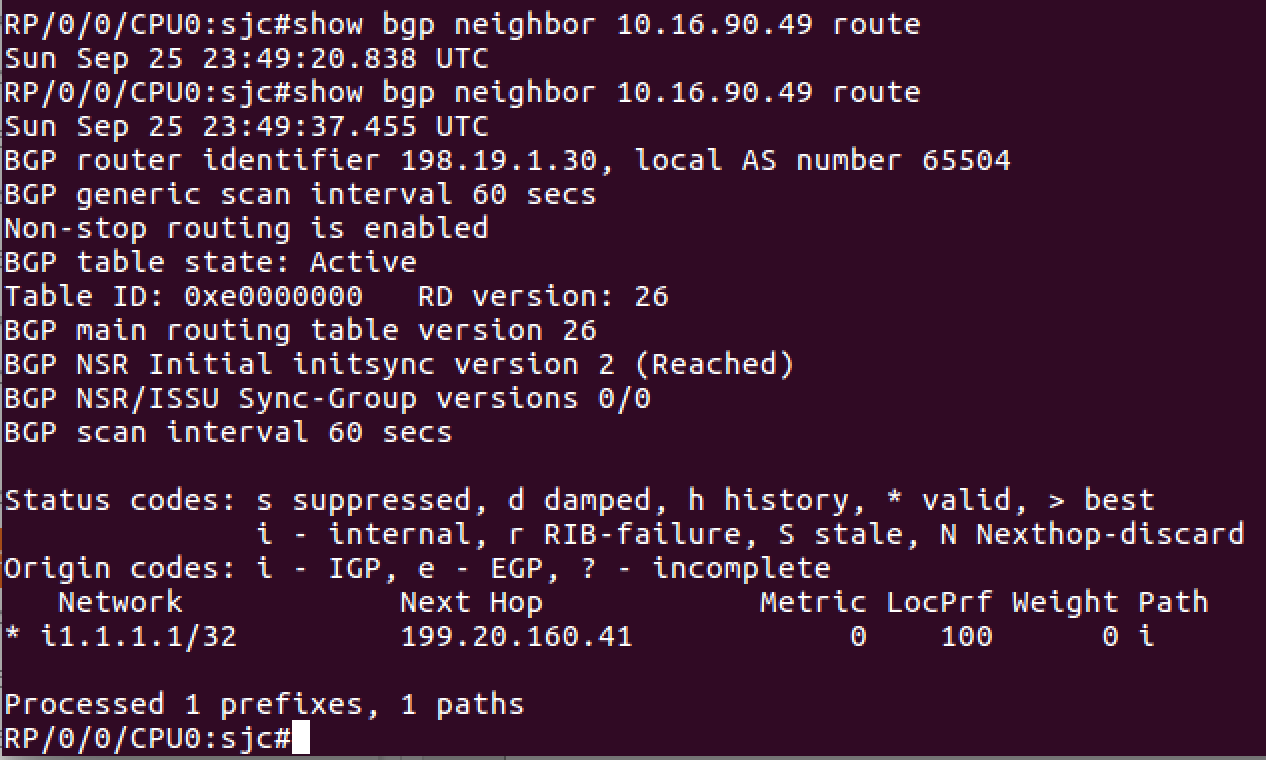 RP/0/0/CPU0:sjc#show bgp neighbor 10.16.90.49 route
Sun Sep 25 23:49:20.838 UTC
RP/0/0/CPU0:sjc#show bgp neighbor 10.16.90.49 route
Sun Sep 25 23:49:37.455 UTC
BGP router identifier 198.19.1.30, local AS number 65504
BGP generic scan interval 60 secs
Non-stop routing is enabled
BGP table state: Active
Table ID: 0xe0000000   RD version: 26
BGP main routing table version 26
BGP NSR Initial initsync version 2 (Reached)
BGP NSR/ISSU Sync-Group versions 0/0
BGP scan interval 60 secs

Status codes: s suppressed, d damped, h history, * valid, > best
              i - internal, r RIB-failure, S stale, N Nexthop-discard
Origin codes: i - IGP, e - EGP, ? - incomplete
   Network            Next Hop            Metric LocPrf Weight Path
* i1.1.1.1/32         199.20.160.41            0    100      0 i

Processed 1 prefixes, 1 paths
RP/0/0/CPU0:sjc#